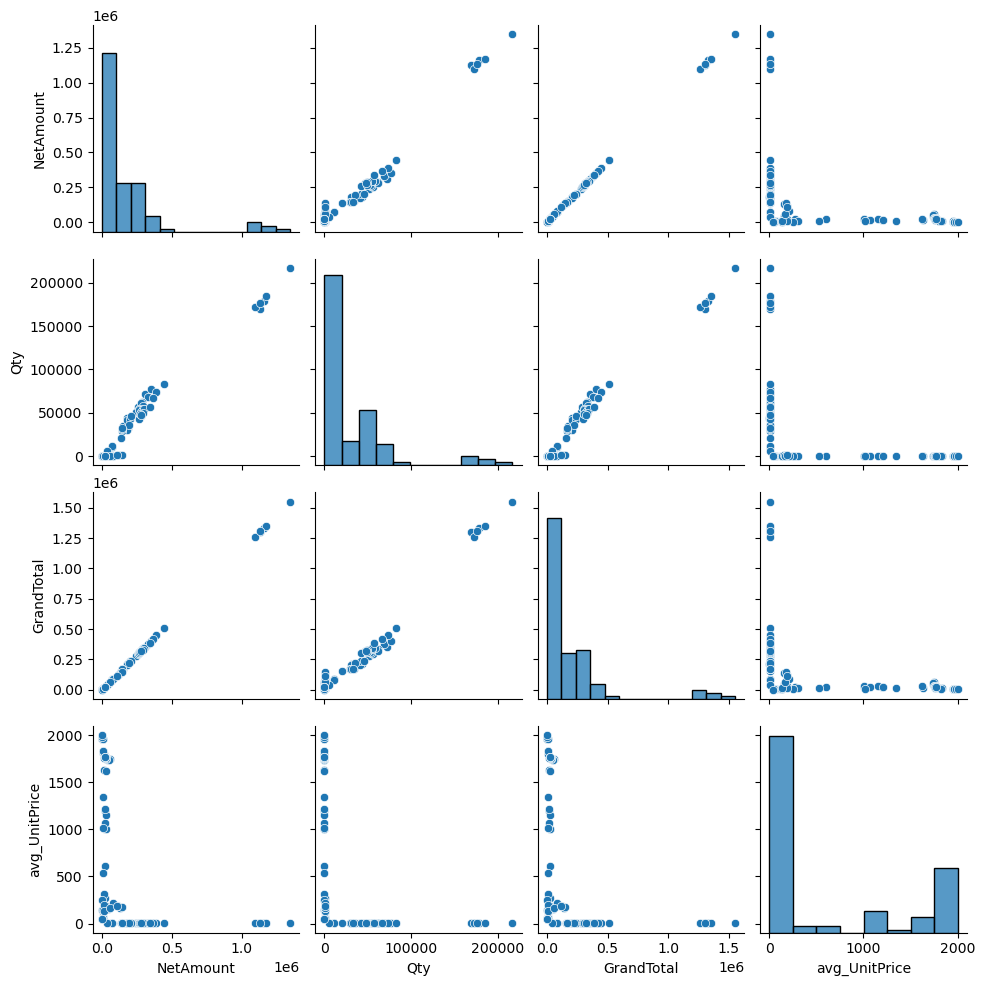 1e6
1.25
1.00
0.75
0.50
0.25
0.00
NetAmount
200000
150000
100000
50000
0
Qty
1e6
1.50
1.25
1.00
0.75
0.50
0.25
0.00
GrandTotal
2000
1500
1000
500
0
avg_UnitPrice
0.0 0.5 1.0
NetAmount 1e6
0 100000 200000
Qty
0.0 0.5 1.0 1.5
GrandTotal 1e6
0 1000 2000
avg_UnitPrice